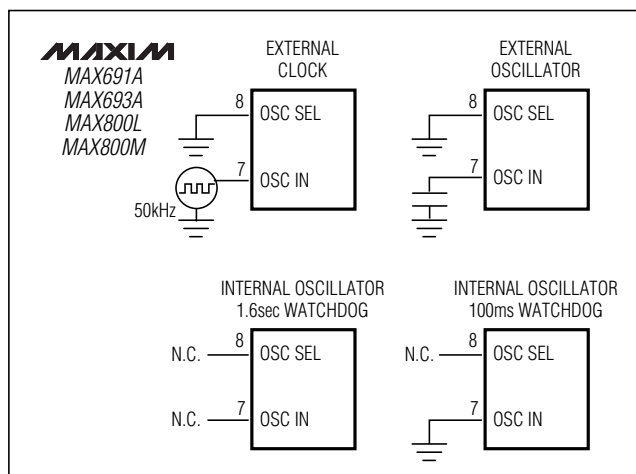 MAXIM
MAX691A
MAX693A
MAX800L
MAX800M
EXTERNAL
CLOCK
8
OSC SEL
7
OSC IN
50kHz
EXTERNAL
OSCILLATOR
8
OSC SEL
7
OSC IN
INTERNAL OSCILLATOR
1.6sec WATCHDOG
N.C.
8
OSC SEL
N.C.
7
OSC IN
INTERNAL OSCILLATOR
100ms WATCHDOG
N.C.
8
OSC SEL
7
OSC IN